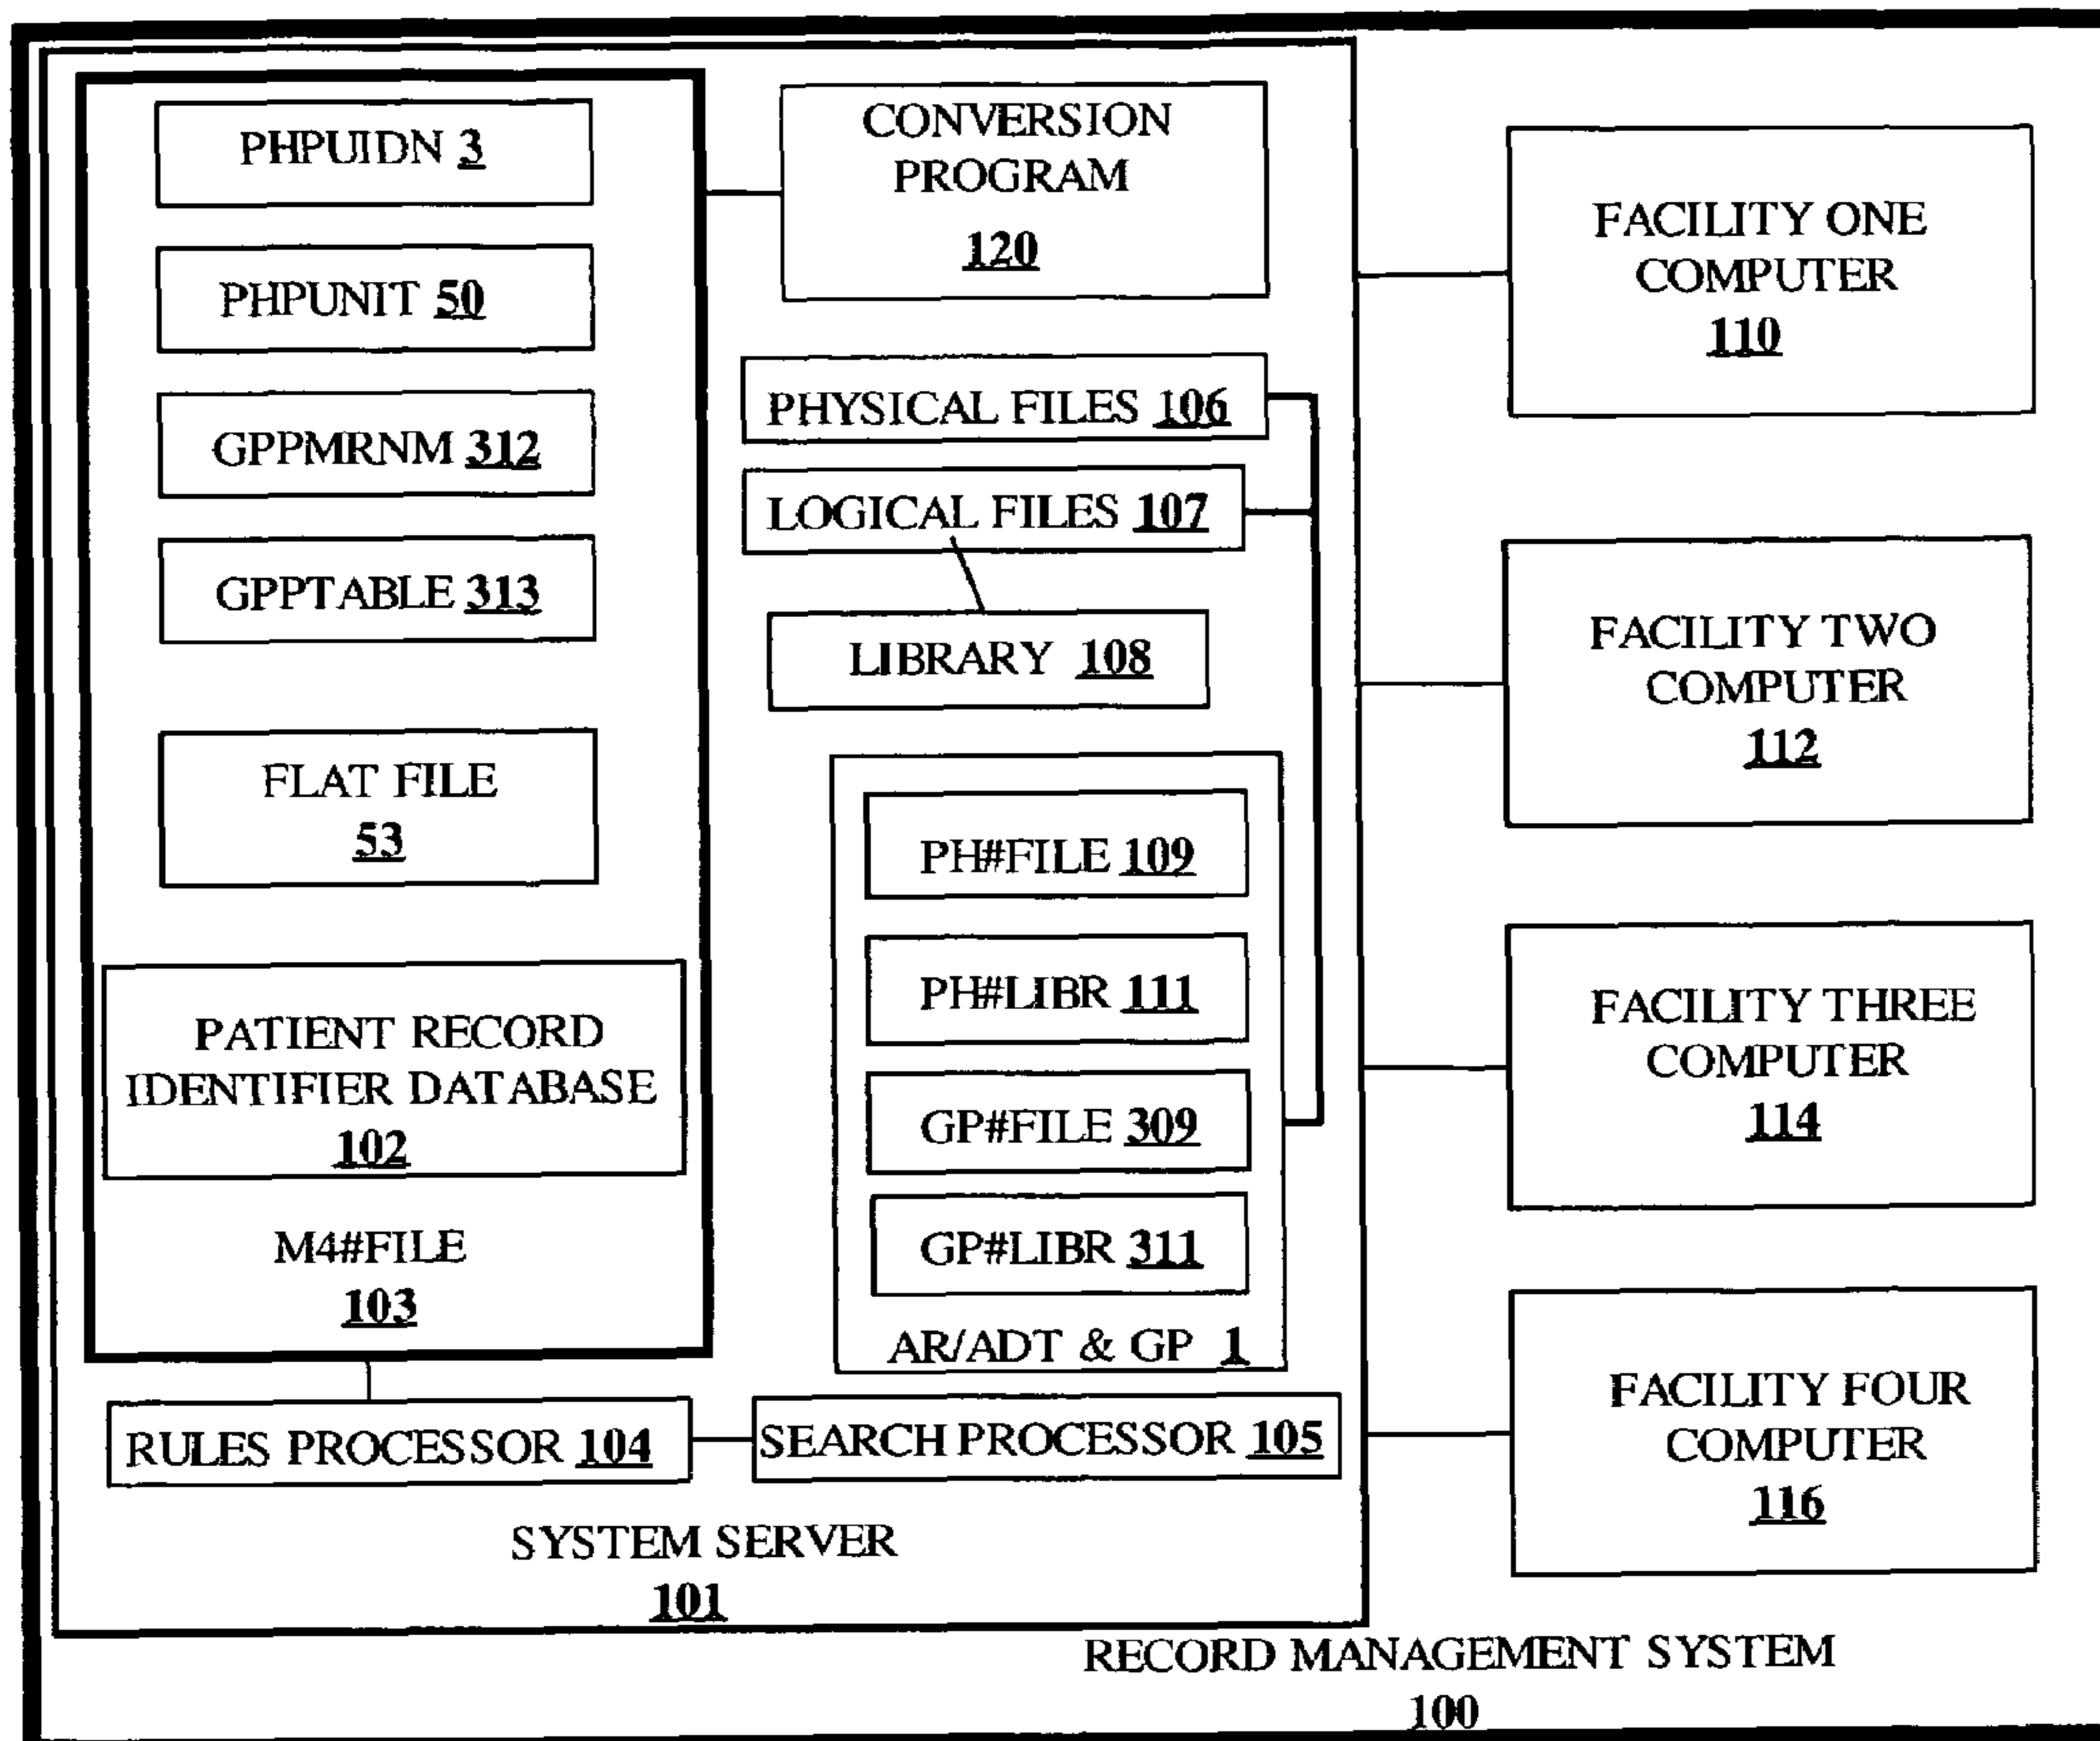 PHPUIDN 3
PHPUNIT 50
GPPMRNM 312
GPPTABLE 313
FLAT FILE
53
PATIENT RECORD
IDENTIFIER DATABASE
102
M4#FILE
103
CONVERSION
PROGRAM
120
PHYSICAL FILES 106
LOGICAL FILES 107
LIBRARY 108
PH#FILE 109
PH#LIBR 111
GP#FILE 309
GP#LIBR 311
AR/ADT & GP 1
RULES PROCESSOR 104
SEARCH PROCESSOR 105
SYSTEM SERVER
101
FACILITY ONE
COMPUTER
110
FACILITY TWO
COMPUTER
112
FACILITY THREE
COMPUTER
114
FACILITY FOUR
COMPUTER
116
RECORD MANAGEMENT SYSTEM
100